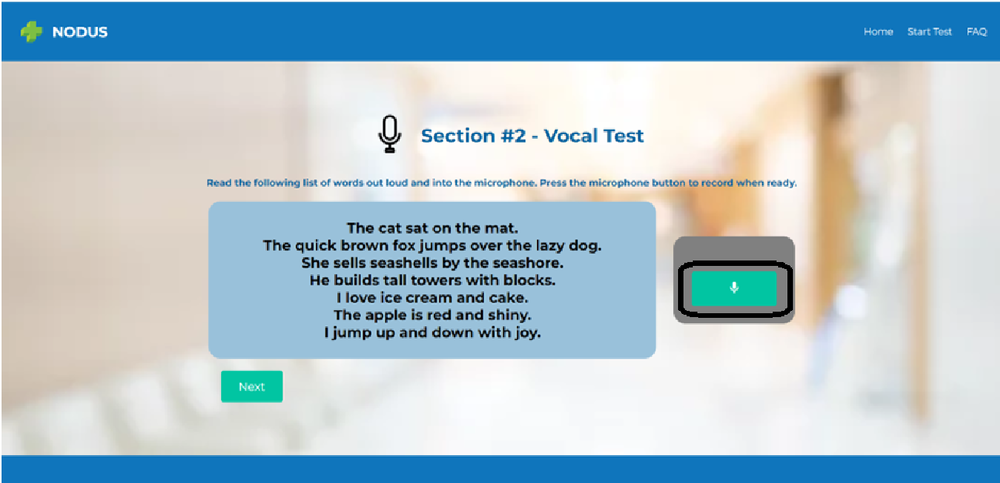 NODUS
Home Start Test FAQ
Section #2 - Vocal Test
Read the following list of words out loud and into the microphone. Press the microphone button to record when ready.
The cat sat on the mat.
The quick brown fox jumps over the lazy dog.
She sells seashells by the seashore.
He builds tall towers with blocks.
I love ice cream and cake.
The apple is red and shiny.
I jump up and down with joy.
Next